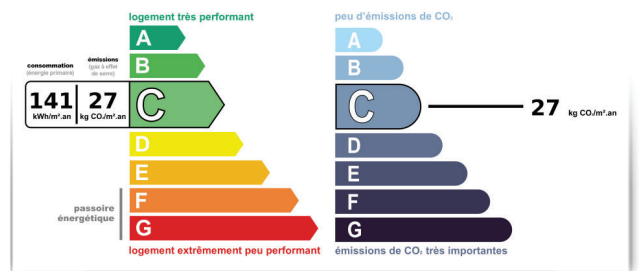 logement très performant
A
B
consommation
(énergie primaire)
émissions
(gaz à effet
de serre)
141
kWh/m².an
27
kg CO₂/m².an
C
D
E
F
G
passoire
énergétique
logement extrêmement peu performant
peu d'émissions de CO₂
A
B
C
27 kg CO₂/m².an
D
E
F
G
émissions de CO₂ très importantes